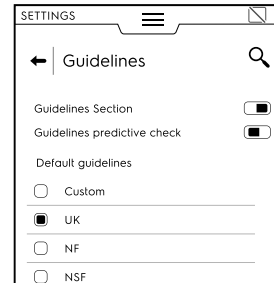 SETTINGS
Guidelines
Guidelines Section
Guidelines predictive check
Default guidelines
Custom
UK
NF
NSF